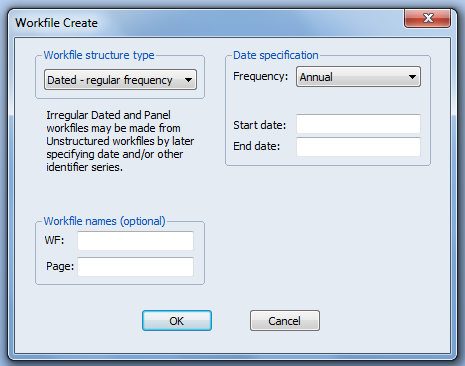 Workfile Create
Workfile structure type
Dated - regular frequency
Irregular Dated and Panel
workfiles may be made from
Unstructured workfiles by later
specifying date and/or other
identifier series.
Date specification
Frequency: Annual
Start date:
End date:
Workfile names (optional)
WF:
Page:
OK
Cancel